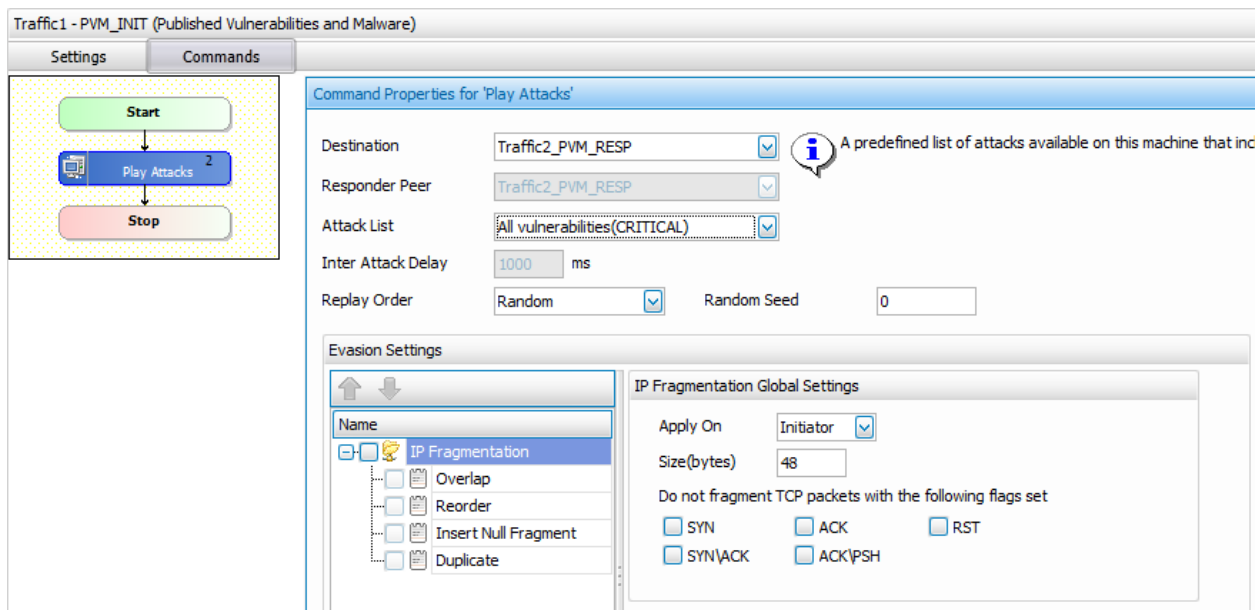 Traffic1 - PVM_INIT (Published Vulnerabilities and Malware)
Settings
Commands
Start
Play Attacks
2
Stop
Command Properties for 'Play Attacks'
Destination
Traffic2_PVM_RESP
A predefined list of attacks available on this machine that inc
Responder Peer
Traffic2_PVM_RESP
Attack List
All vulnerabilities(CRITICAL)
Inter Attack Delay
1000
ms
Replay Order
Random
Random Seed
0
Evasion Settings
Name
IP Fragmentation
Overlap
Reorder
Insert Null Fragment
Duplicate
IP Fragmentation Global Settings
Apply On
Initiator
Size(bytes)
48
Do not fragment TCP packets with the following flags set
SYN
ACK
RST
SYN\ACK
ACK\PSH